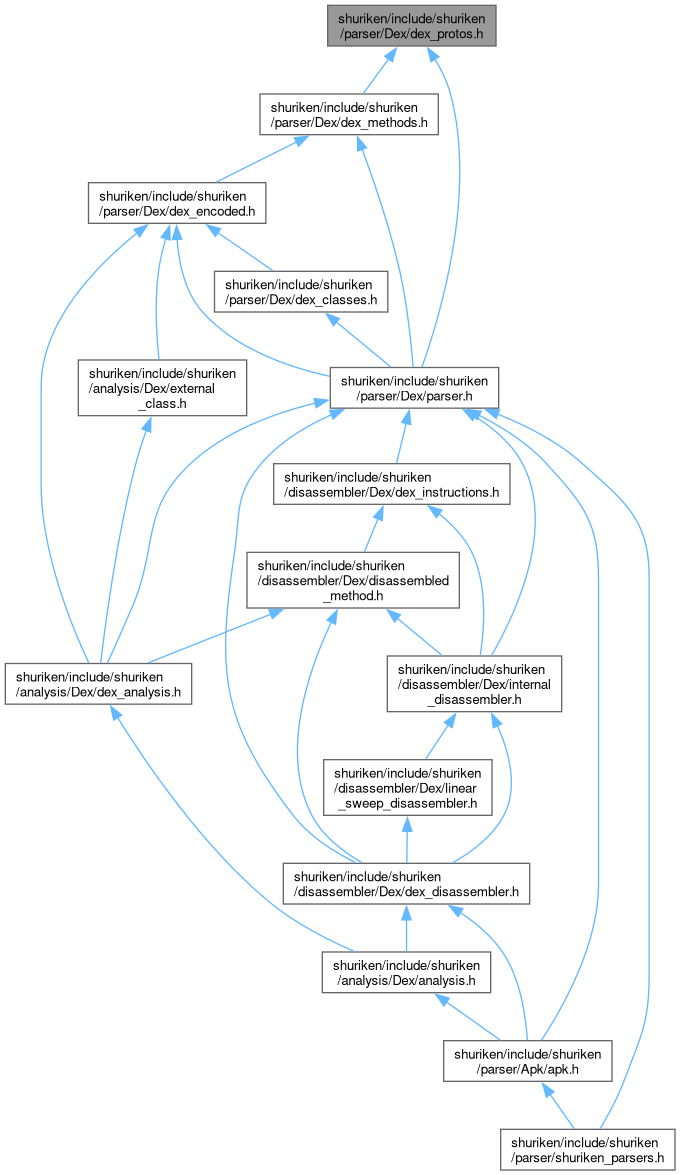 shuriken/include/shuriken
/parser/Dex/dex_protos.h
shuriken/include/shuriken
/parser/Dex/dex_methods.h
shuriken/include/shuriken
/parser/Dex/dex_encoded.h
shuriken/include/shuriken
/parser/Dex/dex_classes.h
shuriken/include/shuriken
/analysis/Dex/external
_class.h
shuriken/include/shuriken
/parser/Dex/parser.h
shuriken/include/shuriken
/disassembler/Dex/dex_instructions.h
shuriken/include/shuriken
/disassembler/Dex/disassembled
_method.h
shuriken/include/shuriken
/analysis/Dex/dex_analysis.h
shuriken/include/shuriken
/disassembler/Dex/internal
_disassembler.h
shuriken/include/shuriken
/disassembler/Dex/linear
_sweep_disassembler.h
shuriken/include/shuriken
/disassembler/Dex/dex_disassembler.h
shuriken/include/shuriken
/analysis/Dex/analysis.h
shuriken/include/shuriken
/parser/Apk/apk.h
shuriken/include/shuriken
/parser/shuriken_parsers.h